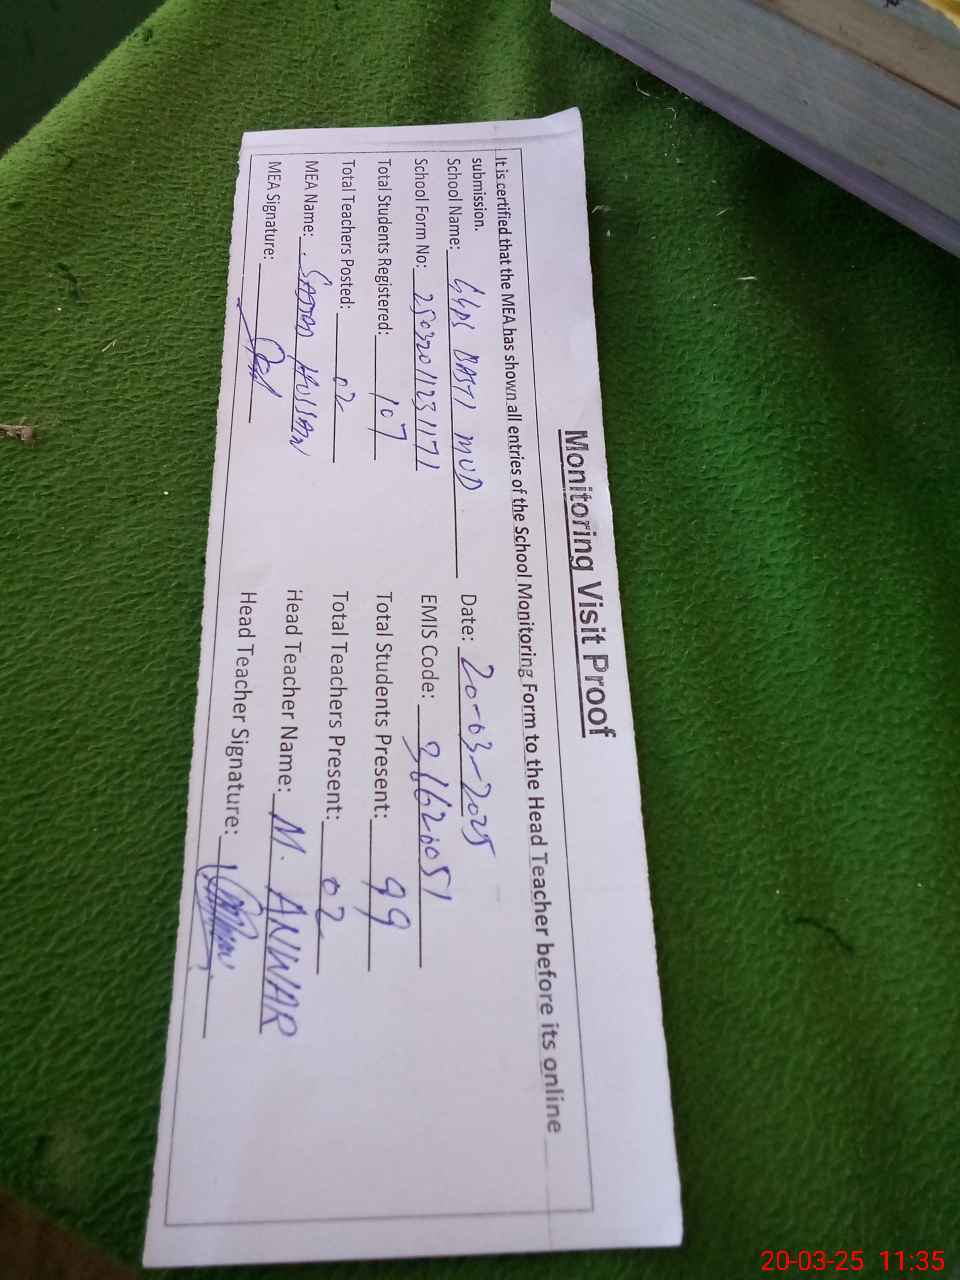 Monitoring Visit Proof
It is certified that the MEA has shown all entries of the School Monitoring Form to the Head Teacher before its online
submission.
School Name: GGPS BASTI MUD Date: 20-03-2025
School Form No: 25032011231171 EMIS Code: 36620051
Total Students Registered: 107 Total Students Present: 99
Total Teachers Posted: 02 Total Teachers Present: 02
MEA Name: HUSSAIN Head Teacher Name: M. ANWAR
MEA Signature: Head Teacher Signature:
20-03-25 11:35